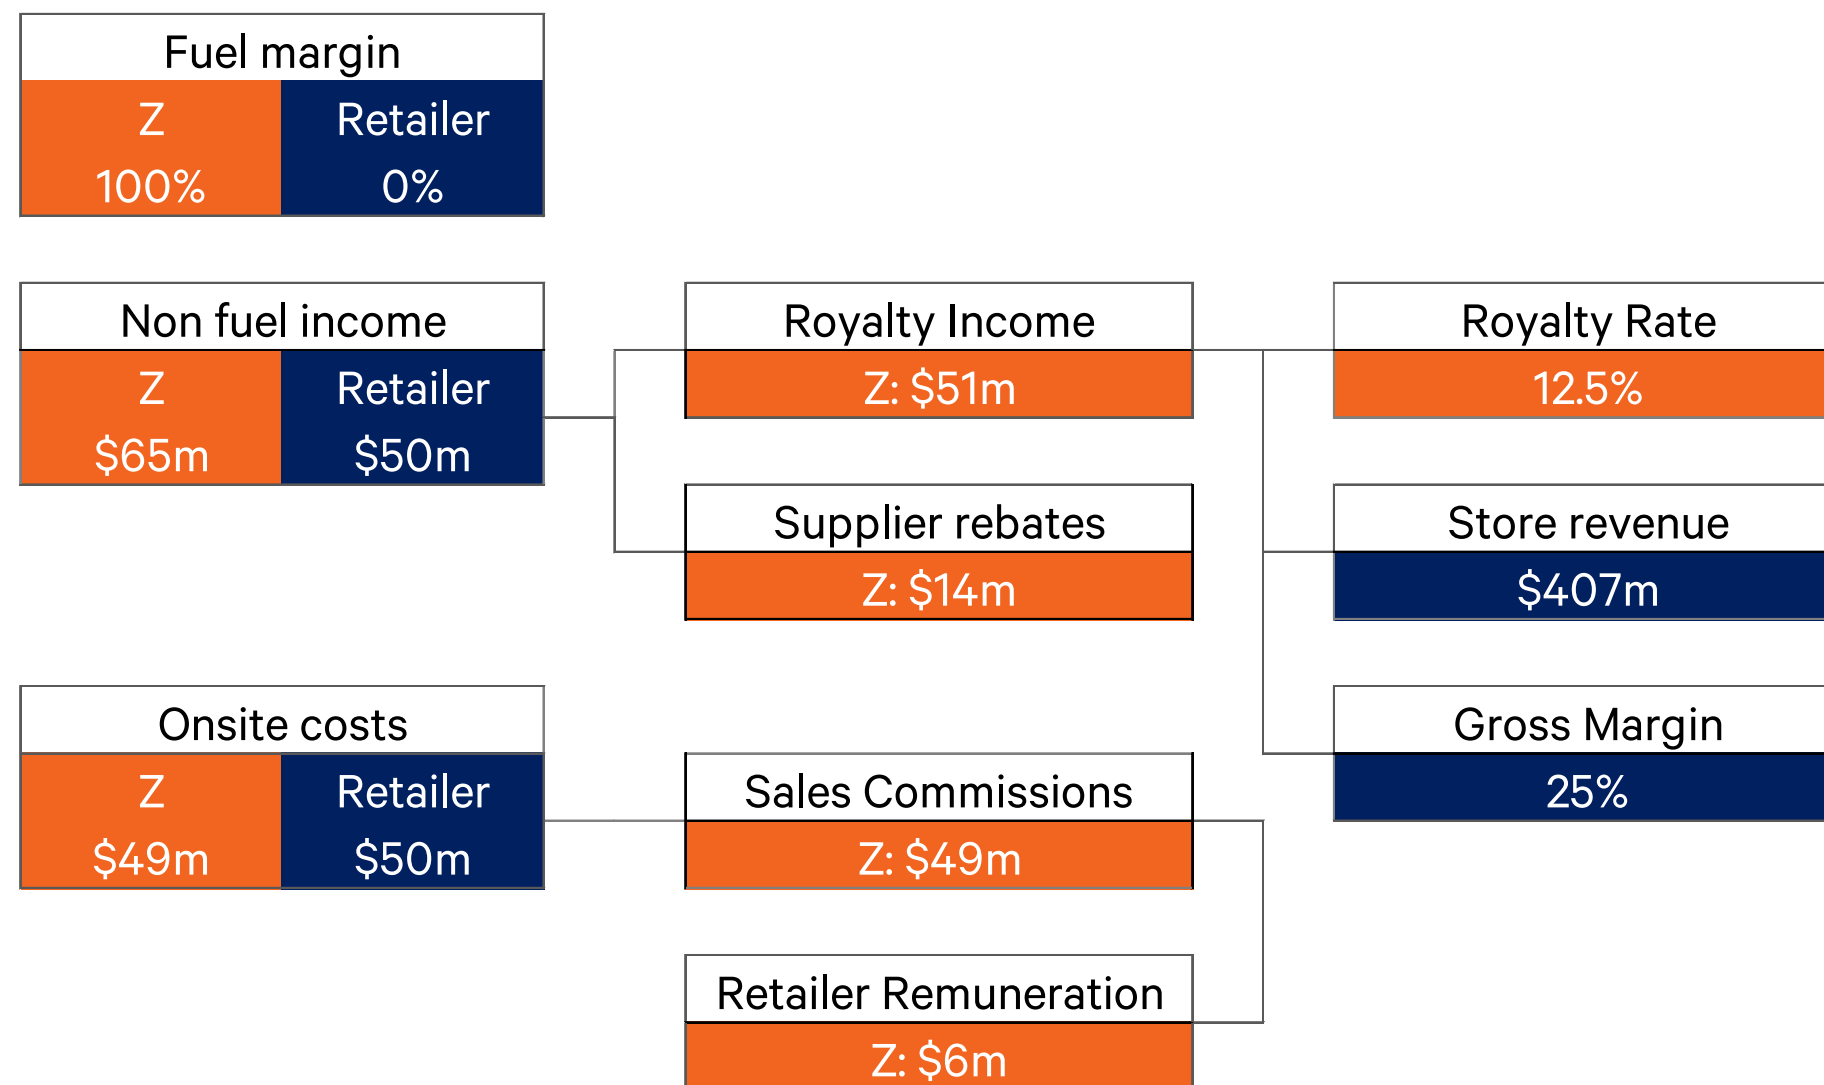 Fuel margin
Z Retailer
100% 0%
Non fuel income
Z Retailer
$65m $50m
Royalty Income
Z: $51m
Royalty Rate
12.5%
Supplier rebates
Z: $14m
Store revenue
$407m
Gross Margin
25%
Onsite costs
Z Retailer
$49m $50m
Sales Commissions
Z: $49m
Retailer Remuneration
Z: $6m